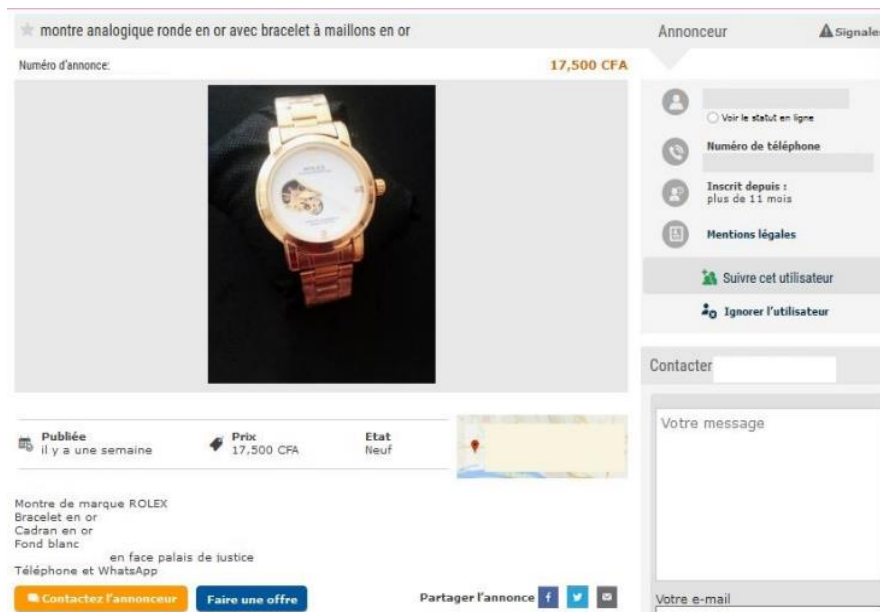 montre analogique ronde en or avec bracelet à maillons en or
Numéro d'annonce:
17,500 CFA
ROLEX
Publiée
il y a une semaine
Prix
17,500 CFA
Etat
Neuf
Montre de marque ROLEX
Bracelet en or
Cadran en or
Fond blanc
en face palais de justice
Téléphone et WhatsApp
Contactez l'annonceur
Faire une offre
Partager l'annonce
Annonceur
Signale
Voir le statut en ligne
Numéro de téléphone
Inscrit depuis :
plus de 11 mois
Mentions légales
Suivre cet utilisateur
Ignorer l'utilisateur
Contacter
Votre message
Votre e-mail